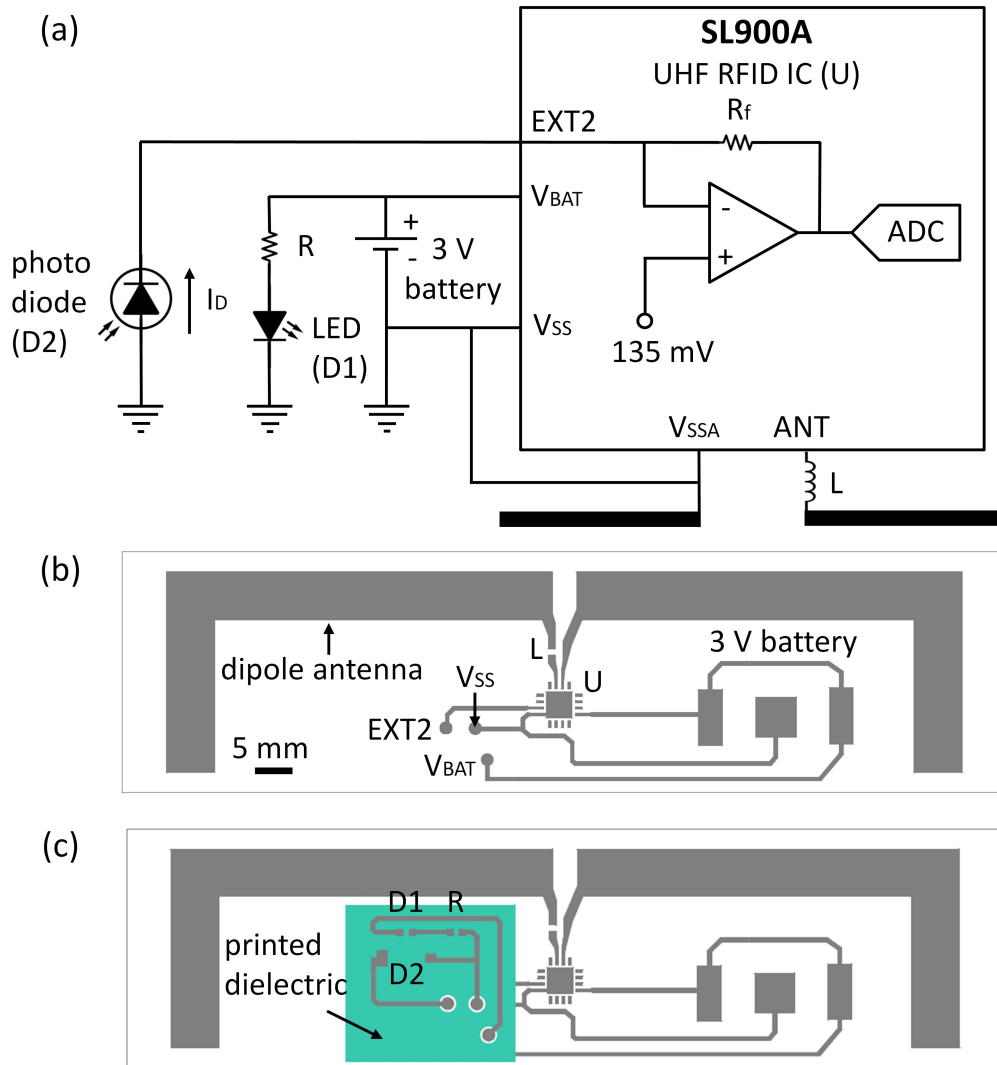 (a)
SL900A
UHF RFID IC (U)
Rf
EXT2
VBAT
+
R
3 V
-
battery
photo
diode
(D2)
ID
LED
(D1)
VSS
-
+
ADC
135 mV
VSSA
ANT
L
(b)
3 V battery
L
dipole antenna
VSS
U
EXT2
5 mm
VBAT
(c)
D1
R
printed
dielectric
D2